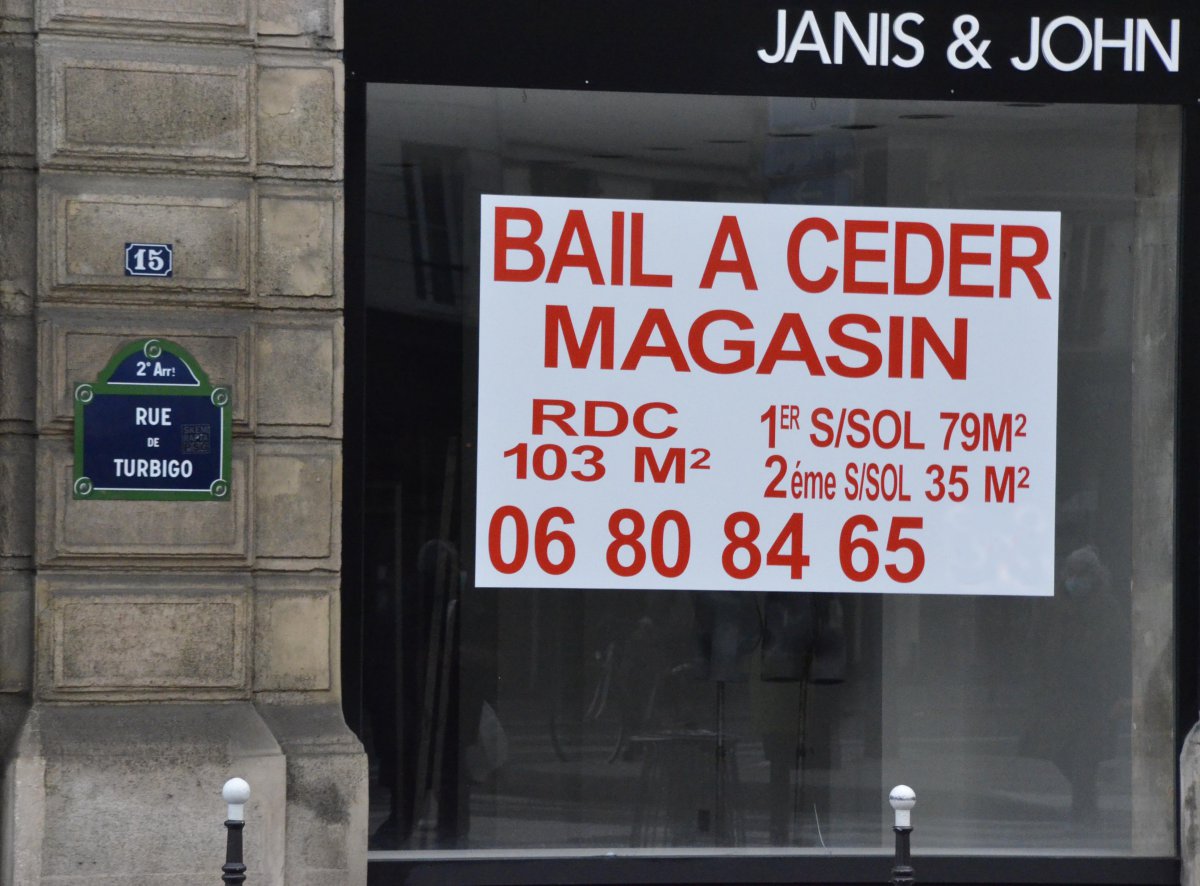 JANIS & JOHN
15
2e Arrt
RUE
DE
TURBIGO
BAIL A CEDER
MAGASIN
RDC
103 M²
1ER S/SOL 79M²
2éme S/SOL 35 M²
06 80 84 65